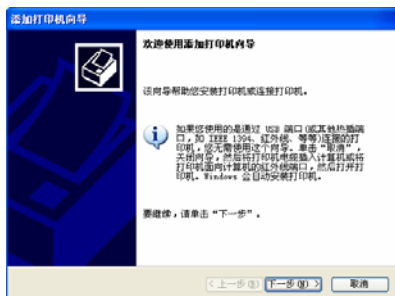 添加打印机向导
欢迎使用添加打印机向导
该向导帮助您安装打印机或连接打印机。
如果您使用的是通过 USB 端口(或其他热插端
口，如 IEEE 1394、红外线、等等)连接的打
印机，您无需使用这个向导。单击“取消”，
关闭向导，然后将打印机电缆插入计算机或将
打印机面向计算机的红外线端口，然后打开打
印机。Windows 会自动安装打印机。
要继续，请单击“下一步”。
< 上一步(B) 下一步(N) > 取消